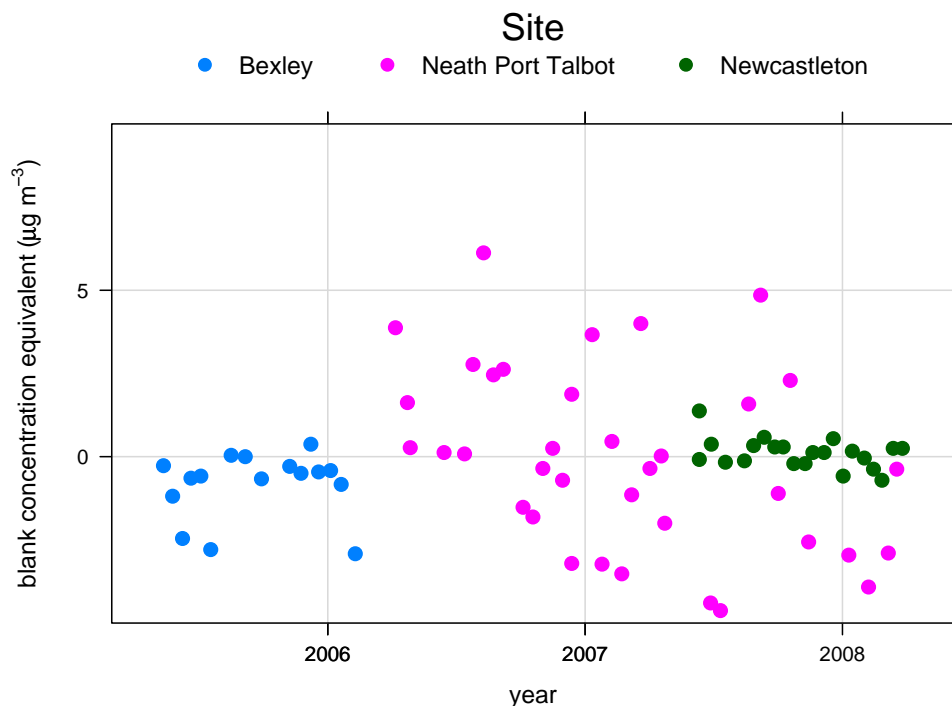 Site
Bexley Neath Port Talbot Newcastleton
blank concentration equivalent (μg m⁻³)
5
0
2006 2007 2008
year